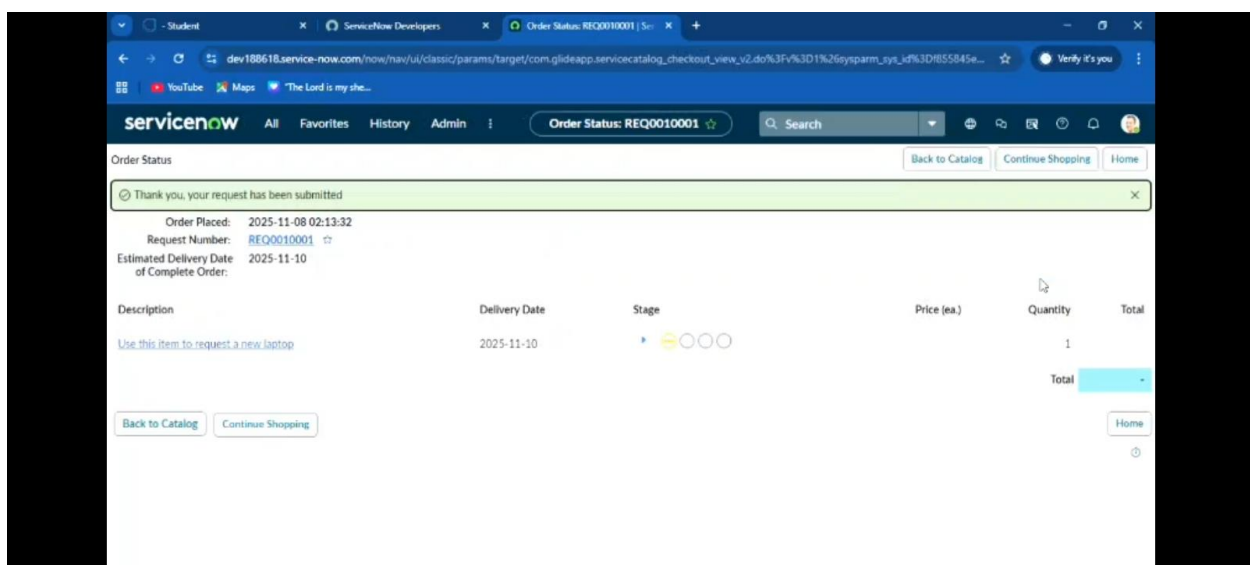 - Student
ServiceNow Developers
Order Status: REQ0010001 | Ser
dev188618.service-now.com/now/nav/ui/classic/params/target/com.glideapp.servicecatalog_checkout_view_v2.do%3Fv%3D1%26sysparm_sys_id%3Df855845e...
Verify it's you
YouTube Maps The Lord is my she...
servicenow All Favorites History Admin Order Status: REQ0010001 Search
Order Status Back to Catalog Continue Shopping Home
Thank you, your request has been submitted
Order Placed: 2025-11-08 02:13:32
Request Number: REQ0010001
Estimated Delivery Date 2025-11-10
of Complete Order:
Description Delivery Date Stage Price (ea.) Quantity Total
Use this item to request a new laptop 2025-11-10 1
Total -
Back to Catalog Continue Shopping Home